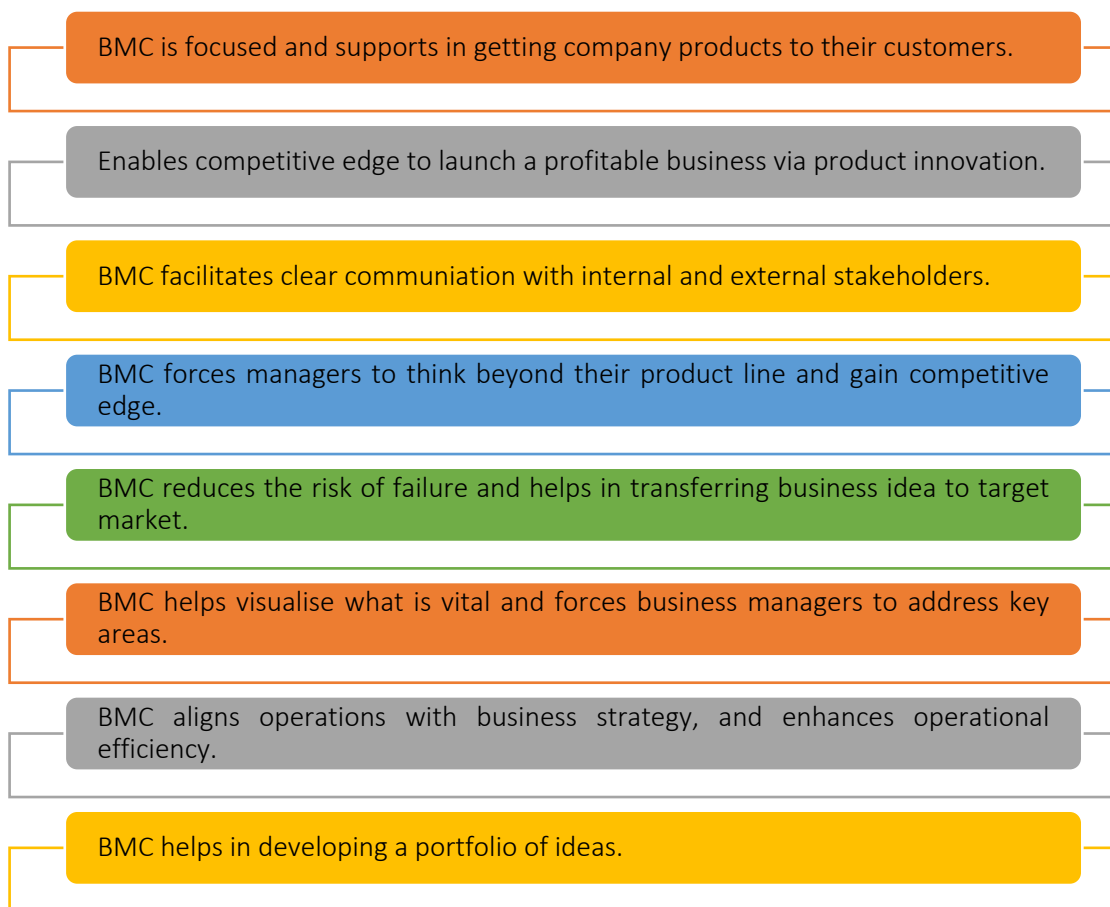 BMC is focused and supports in getting company products to their customers.
Enables competitive edge to launch a profitable business via product innovation.
BMC facilitates clear communiation with internal and external stakeholders.
BMC forces managers to think beyond their product line and gain competitive
edge.
BMC reduces the risk of failure and helps in transferring business idea to target
market.
BMC helps visualise what is vital and forces business managers to address key
areas.
BMC aligns operations with business strategy, and enhances operational
efficiency.
BMC helps in developing a portfolio of ideas.